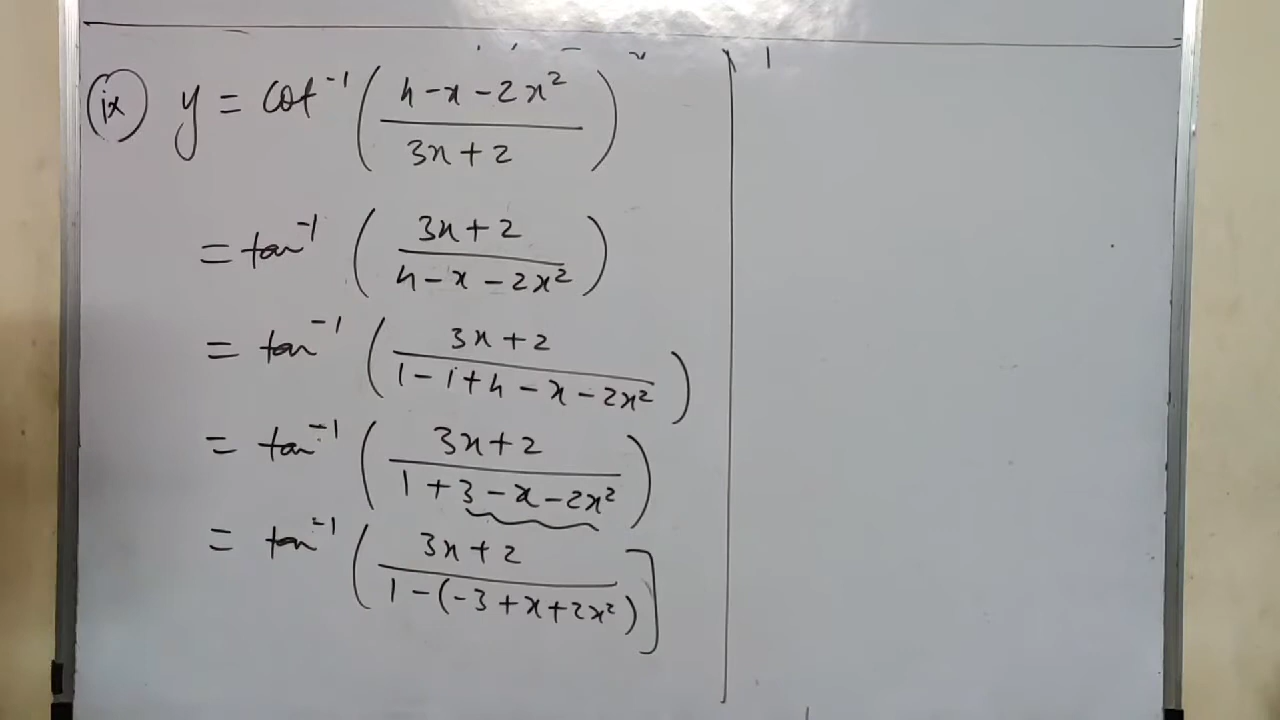 (ix) y = cot⁻¹ ( (4-x-2x²) / (3x+2) )
= tan⁻¹ ( (3x+2) / (4-x-2x²) )
= tan⁻¹ ( (3x+2) / (1-1+4-x-2x²) )
= tan⁻¹ ( (3x+2) / (1+3-x-2x²) )
= tan⁻¹ ( (3x+2) / (1-(-3+x+2x²) ]